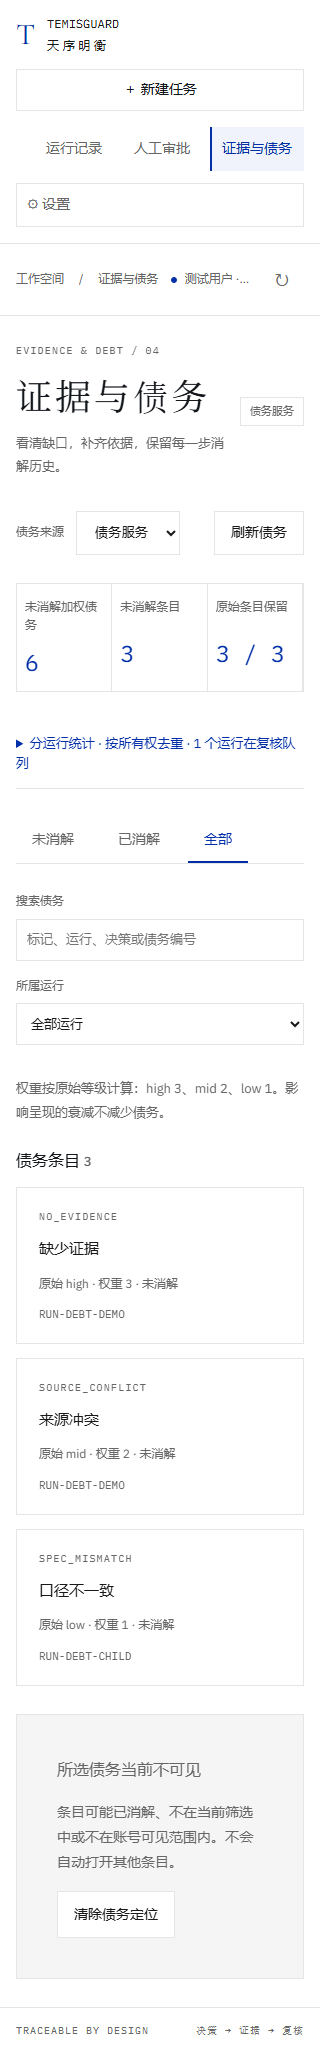 T
TEMISGUARD
天序明衡
+ 新建任务
运行记录 人工审批 证据与债务
设置
工作空间 / 证据与债务 测试用户 ·...
EVIDENCE & DEBT / 04
证据与债务
债务服务
看清缺口，补齐依据，保留每一步消
解历史。
债务来源 债务服务 刷新债务
未消解加权债
务
6
未消解条目
3
原始条目保留
3 / 3
分运行统计 · 按所有权去重 · 1 个运行在复核队
列
未消解 已消解 全部
搜索债务
标记、运行、决策或债务编号
所属运行
全部运行
权重按原始等级计算：high 3、mid 2、low 1。影
响呈现的衰减不减少债务。
债务条目 3
NO_EVIDENCE
缺少证据
原始 high · 权重 3 · 未消解
RUN-DEBT-DEMO
SOURCE_CONFLICT
来源冲突
原始 mid · 权重 2 · 未消解
RUN-DEBT-DEMO
SPEC_MISMATCH
口径不一致
原始 low · 权重 1 · 未消解
RUN-DEBT-CHILD
所选债务当前不可见
条目可能已消解、不在当前筛选
中或不在账号可见范围内。不会
自动打开其他条目。
清除债务定位
TRACEABLE BY DESIGN 决策 → 证据 → 复核